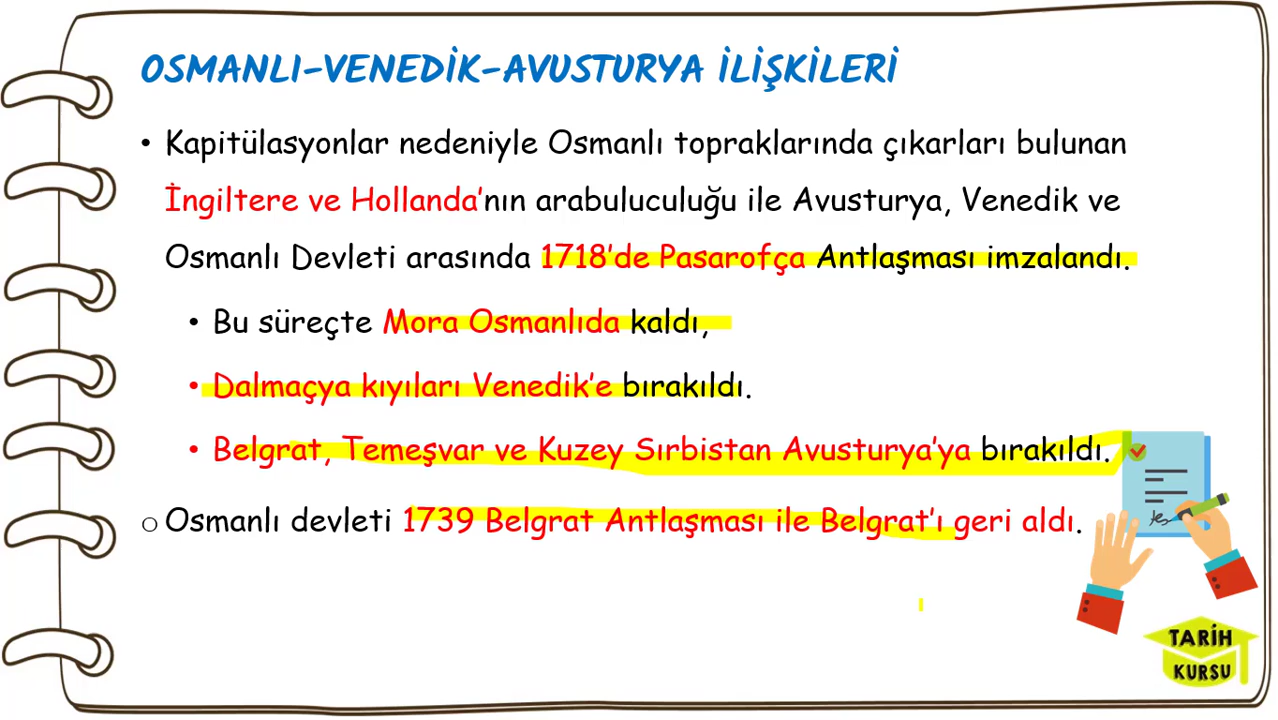 OSMANLI-VENEDİK-AVUSTURYA İLİŞKİLERİ
• Kapitülasyonlar nedeniyle Osmanlı topraklarında çıkarları bulunan
İngiltere ve Hollanda’nın arabuluculuğu ile Avusturya, Venedik ve
Osmanlı Devleti arasında 1718’de Pasarofça Antlaşması imzalandı.
• Bu süreçte Mora Osmanlıda kaldı,
• Dalmaçya kıyıları Venedik’e bırakıldı.
• Belgrat, Temeşvar ve Kuzey Sırbistan Avusturya’ya bırakıldı.
o Osmanlı devleti 1739 Belgrat Antlaşması ile Belgrat’ı geri aldı.
TARİH
KURSU